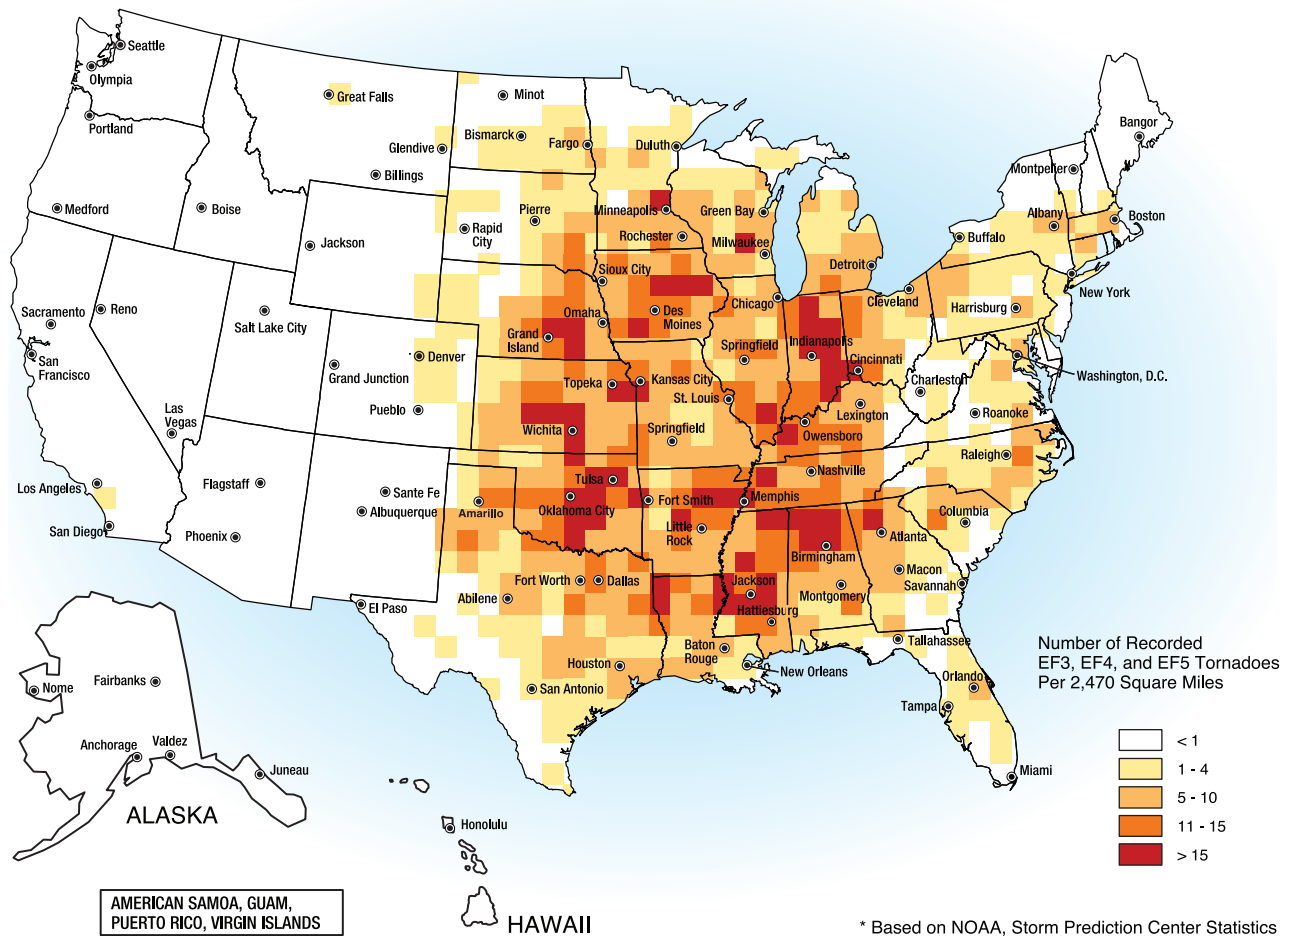 Seattle
Olympia
Portland
Medford
Boise
Great Falls
Glendive
Billings
Jackson
Minot
Bismarck
Fargo
Duluth
Pierre
Rapid
City
Minneapolis
Rochester
Green Bay
Milwaukee
Sioux City
Detroit
Chicago
Cleveland
Buffalo
Albany
Montpelier
Bangor
Boston
New York
Harrisburg
Washington, D.C.
Sacramento
San
Francisco
Reno
Salt Lake City
Las
Vegas
Grand Junction
Denver
Pueblo
Grand
Island
Omaha
Des
Moines
Topeka
Kansas City
St. Louis
Springfield
Indianapolis
Cincinnati
Charleston
Lexington
Roanoke
Wichita
Springfield
Owensboro
Nashville
Raleigh
Los Angeles
San Diego
Flagstaff
Phoenix
Sante Fe
Albuquerque
Amarillo
Tulsa
Oklahoma City
Fort Smith
Memphis
Little
Rock
Columbia
Atlanta
Birmingham
Macon
Savannah
Montgomery
Jackson
Hattiesburg
El Paso
Abilene
Fort Worth
Dallas
Houston
San Antonio
Baton
Rouge
New Orleans
Tallahassee
Orlando
Tampa
Miami
Nome
Fairbanks
Anchorage
Valdez
Juneau
ALASKA
Honolulu
HAWAII
AMERICAN SAMOA, GUAM,
PUERTO RICO, VIRGIN ISLANDS
Number of Recorded
EF3, EF4, and EF5 Tornadoes
Per 2,470 Square Miles
< 1
1 - 4
5 - 10
11 - 15
> 15
* Based on NOAA, Storm Prediction Center Statistics